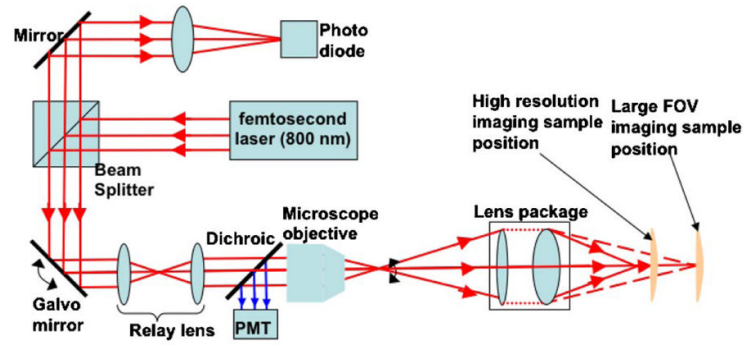 Mirror
Photo
diode
femtosecond
laser (800 nm)
High resolution
imaging sample
position
Large FOV
imaging sample
position
Beam
Splitter
Microscope
objective
Lens package
Dichroic
Galvo
mirror
Relay lens
PMT